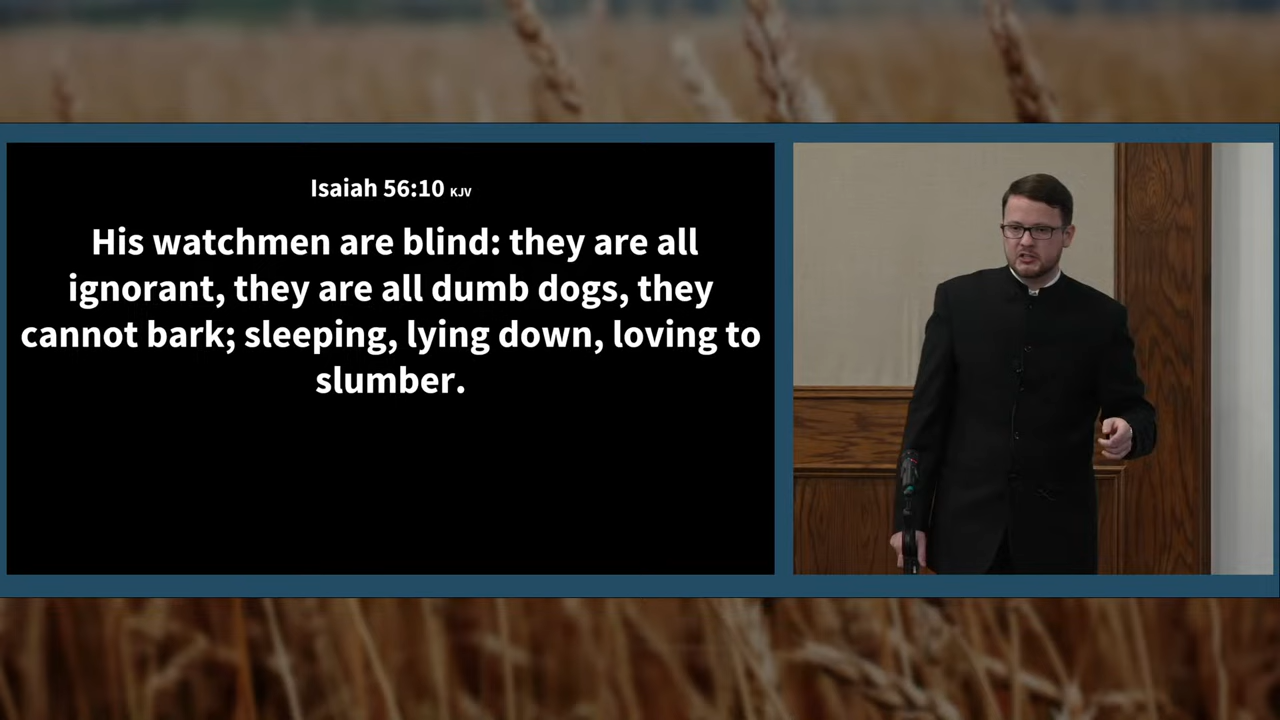 Isaiah 56:10 KJV
His watchmen are blind: they are all
ignorant, they are all dumb dogs, they
cannot bark; sleeping, lying down, loving to
slumber.